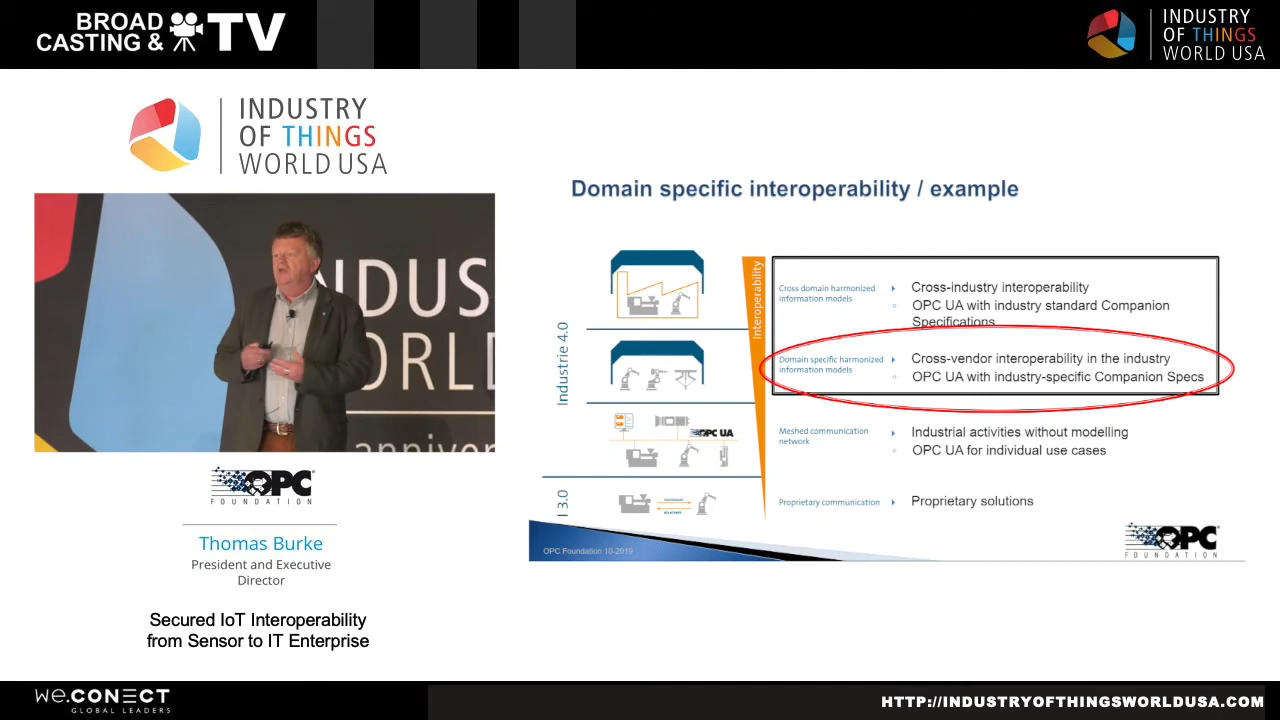 BROAD
CASTING & TV
INDUSTRY
OF THINGS
WORLD USA
INDUSTRY
OF THINGS
WORLD USA
INDUS
ORL
anniver
OPC
FOUNDATION
Thomas Burke
President and Executive
Director
Secured IoT Interoperability
from Sensor to IT Enterprise
Domain specific interoperability / example
Industrie 4.0
I 3.0
Interoperability
Cross domain harmonized
information models
Cross-industry interoperability
OPC UA with industry standard Companion
Specifications
Domain specific harmonized
information models
Cross-vendor interoperability in the industry
OPC UA with industry-specific Companion Specs
OPC UA
Meshed communication
network
Industrial activities without modelling
OPC UA for individual use cases
Proprietary communication
Proprietary solutions
OPC Foundation 10-2019
OPC
FOUNDATION
we.CONECT
GLOBAL LEADERS
HTTP://INDUSTRYOFTHINGSWORLDUSA.COM